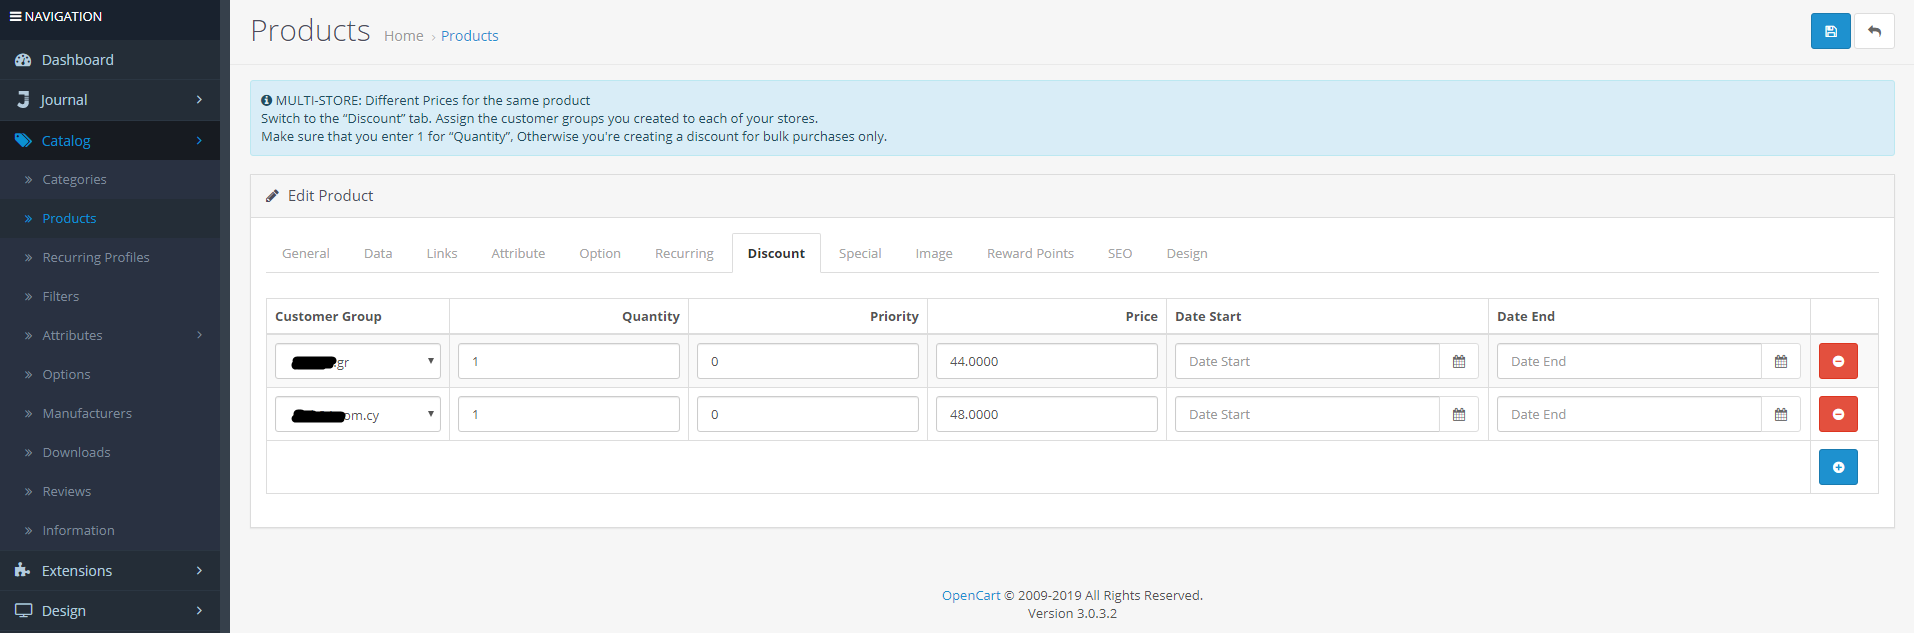 NAVIGATION
Dashboard
Journal
Catalog
Categories
Products
Recurring Profiles
Filters
Attributes
Options
Manufacturers
Downloads
Reviews
Information
Extensions
Design
Products Home › Products
MULTI-STORE: Different Prices for the same product
Switch to the “Discount” tab. Assign the customer groups you created to each of your stores.
Make sure that you enter 1 for “Quantity”, Otherwise you're creating a discount for bulk purchases only.
Edit Product
General Data Links Attribute Option Recurring Discount Special Image Reward Points SEO Design
Customer Group Quantity Priority Price Date Start Date End
.gr 1 0 44.0000 Date Start Date End
om.cy 1 0 48.0000 Date Start Date End
OpenCart © 2009-2019 All Rights Reserved.
Version 3.0.3.2